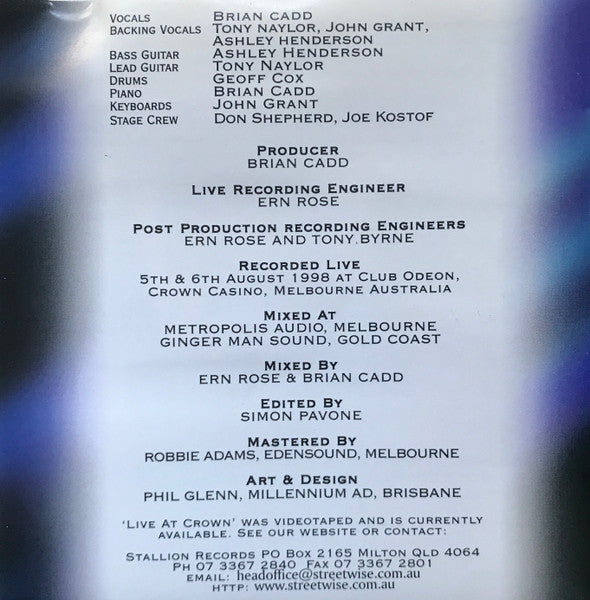 Vocals Brian Cadd
Backing Vocals Tony Naylor, John Grant,
Ashley Henderson
Bass Guitar Ashley Henderson
Lead Guitar Tony Naylor
Drums Geoff Cox
Piano Brian Cadd
Keyboards John Grant
Stage Crew Don Shepherd, Joe Kostof
Producer
Brian Cadd
Live Recording Engineer
Ern Rose
Post Production recording Engineers
Ern Rose and Tony.Byrne
Recorded Live
5th & 6th August 1998 at Club Odeon,
Crown Casino, Melbourne Australia
Mixed At
Metropolis Audio, Melbourne
Ginger Man Sound, Gold Coast
Mixed By
Ern Rose & Brian Cadd
Edited By
Simon Pavone
Mastered By
Robbie Adams, Edensound, Melbourne
Art & Design
Phil Glenn, Millennium Ad, Brisbane
'Live At Crown' was videotaped and is currently
available. See our website or contact:
Stallion Records PO Box 2165 Milton Qld 4064
Ph 07 3367 2840 Fax 07 3367 2801
email: headoffice@streetwise.com.au
http: www.streetwise.com.au